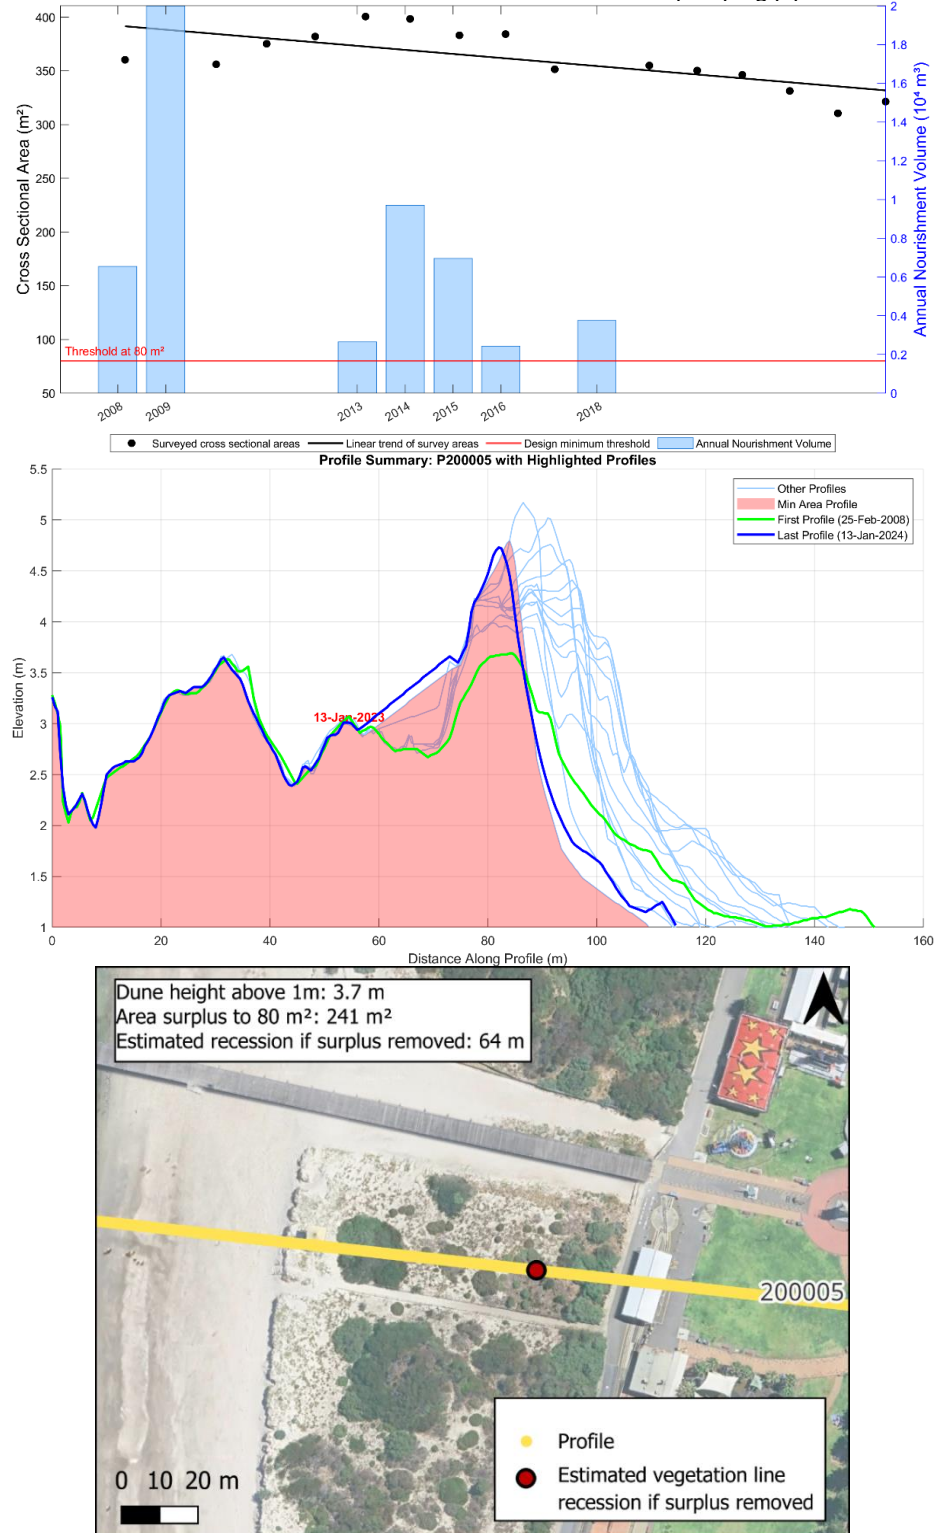 400
350
300
250
200
150
100
50
Cross Sectional Area (m²)
2
1.8
1.6
1.4
1.2
1
0.8
0.6
0.4
0.2
0
Annual Nourishment Volume (10⁴ m³)
Threshold at 80 m²
2008 2009 2013 2014 2015 2016 2018
Surveyed cross sectional areas Linear trend of survey areas Design minimum threshold Annual Nourishment Volume
Profile Summary: P200005 with Highlighted Profiles
5.5
5
4.5
4
3.5
3
2.5
2
1.5
1
Elevation (m)
Other Profiles
Min Area Profile
First Profile (25-Feb-2008)
Last Profile (13-Jan-2024)
13-Jan-2023
0 20 40 60 80 100 120 140 160
Distance Along Profile (m)
Dune height above 1m: 3.7 m
Area surplus to 80 m²: 241 m²
Estimated recession if surplus removed: 64 m
200005
Profile
Estimated vegetation line
recession if surplus removed
0 10 20 m